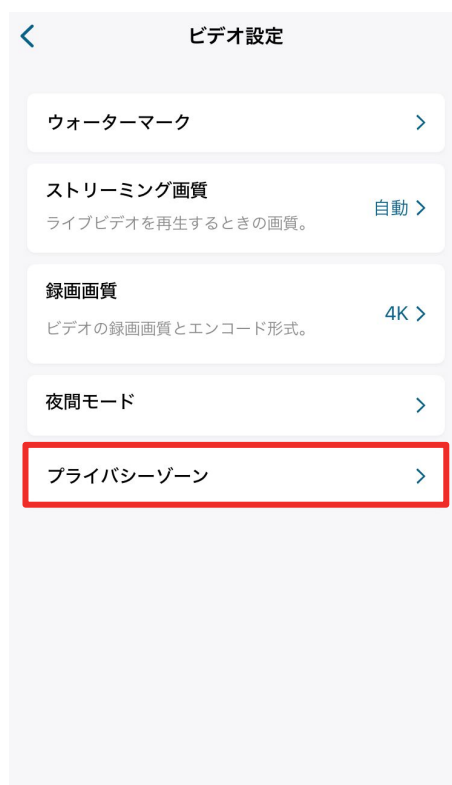 ビデオ設定
ウォーターマーク
ストリーミング画質
ライブビデオを再生するときの画質。
自動
録画画質
ビデオの録画画質とエンコード形式。
4K
夜間モード
プライバシーゾーン